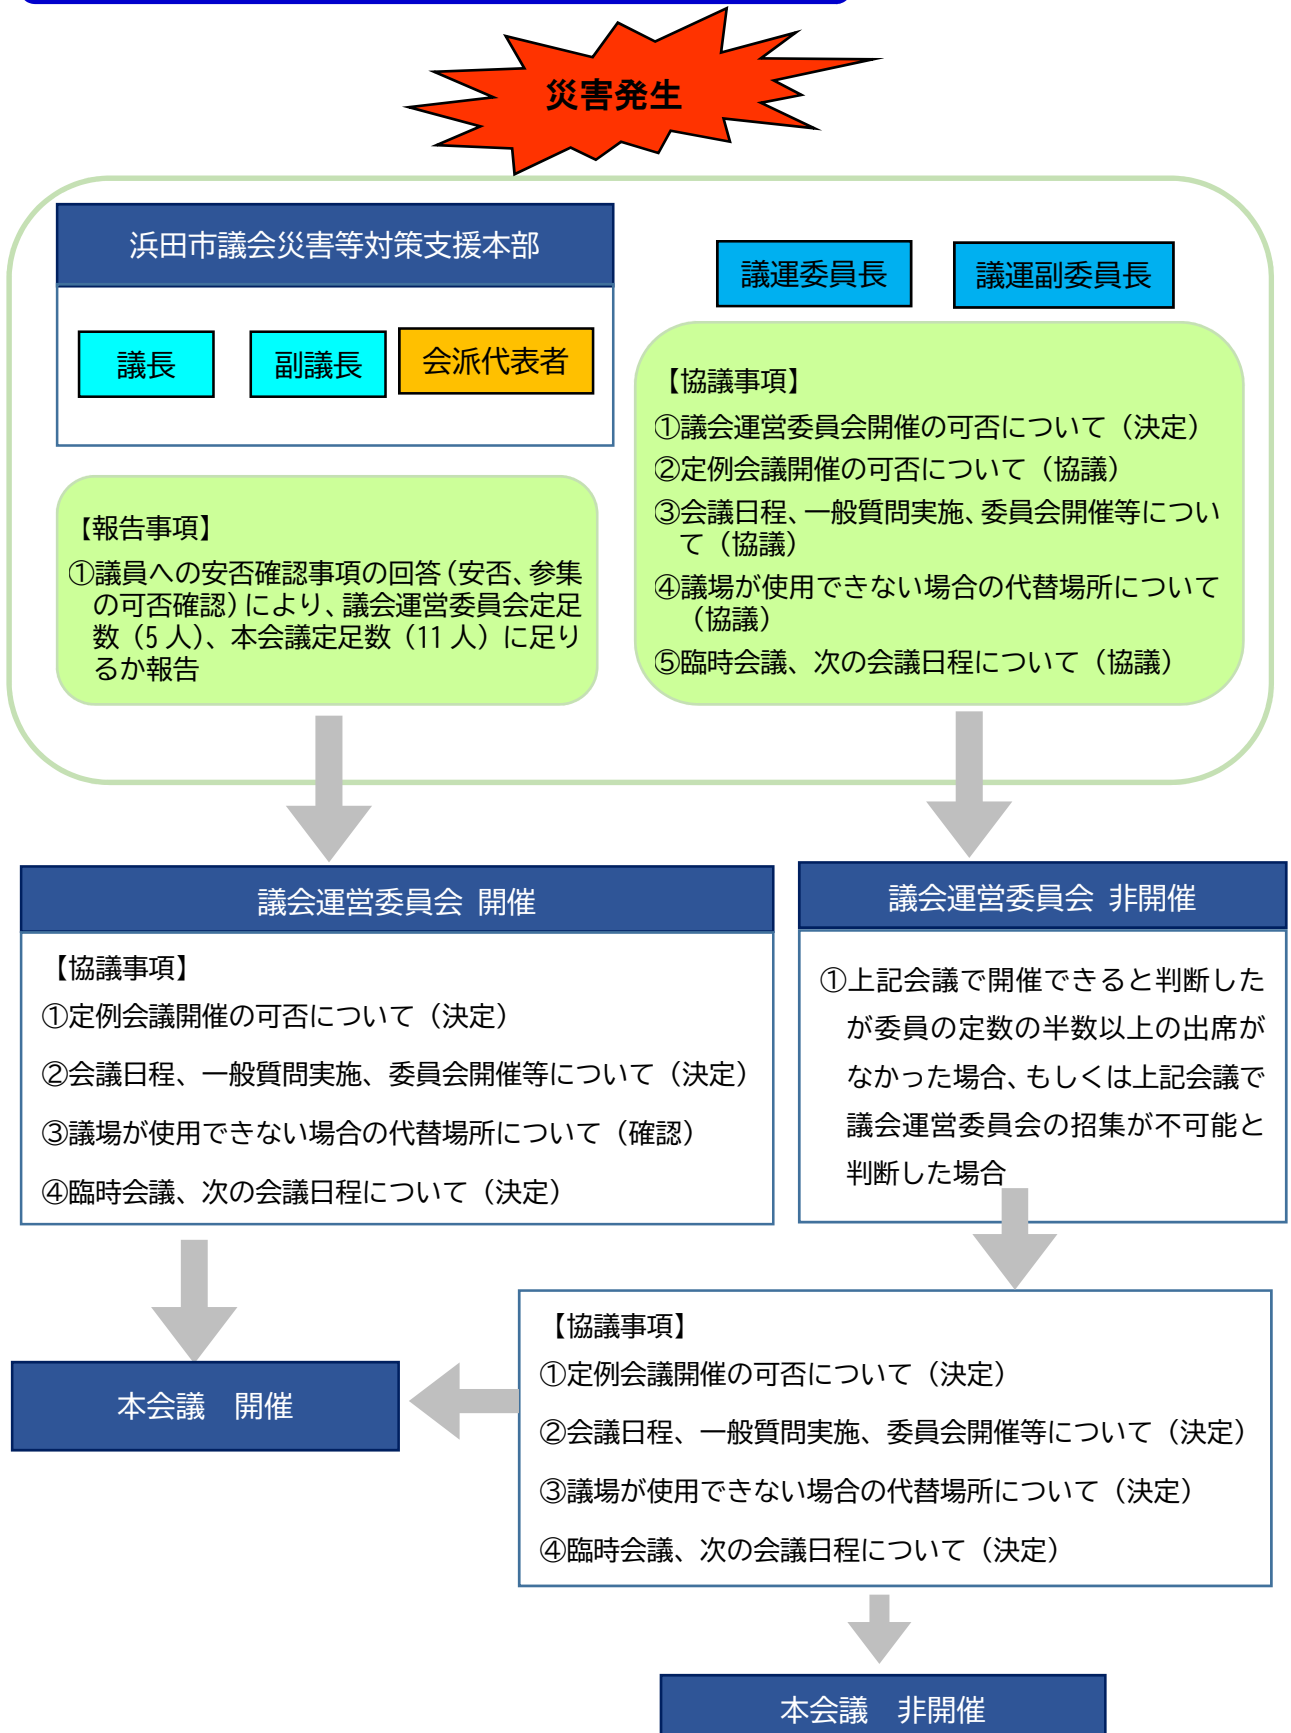 災害発生
浜田市議会災害等対策支援本部
議長
副議長
会派代表者
【報告事項】
①議員への安否確認事項の回答（安否、参集
の可否確認）により、議会運営委員会定足
数（5人）、本会議定足数（11人）に足り
るか報告
議運委員長
議運副委員長
【協議事項】
①議会運営委員会開催の可否について（決定）
②定例会議開催の可否について（協議）
③会議日程、一般質問実施、委員会開催等につい
て（協議）
④議場が使用できない場合の代替場所について
（協議）
⑤臨時会議、次の会議日程について（協議）
議会運営委員会 開催
【協議事項】
①定例会議開催の可否について（決定）
②会議日程、一般質問実施、委員会開催等について（決定）
③議場が使用できない場合の代替場所について（確認）
④臨時会議、次の会議日程について（決定）
議会運営委員会 非開催
①上記会議で開催できると判断した
が委員の定数の半数以上の出席が
なかった場合、もしくは上記会議で
議会運営委員会の招集が不可能と
判断した場合
【協議事項】
①定例会議開催の可否について（決定）
②会議日程、一般質問実施、委員会開催等について（決定）
③議場が使用できない場合の代替場所について（決定）
④臨時会議、次の会議日程について（決定）
本会議　開催
本会議　非開催